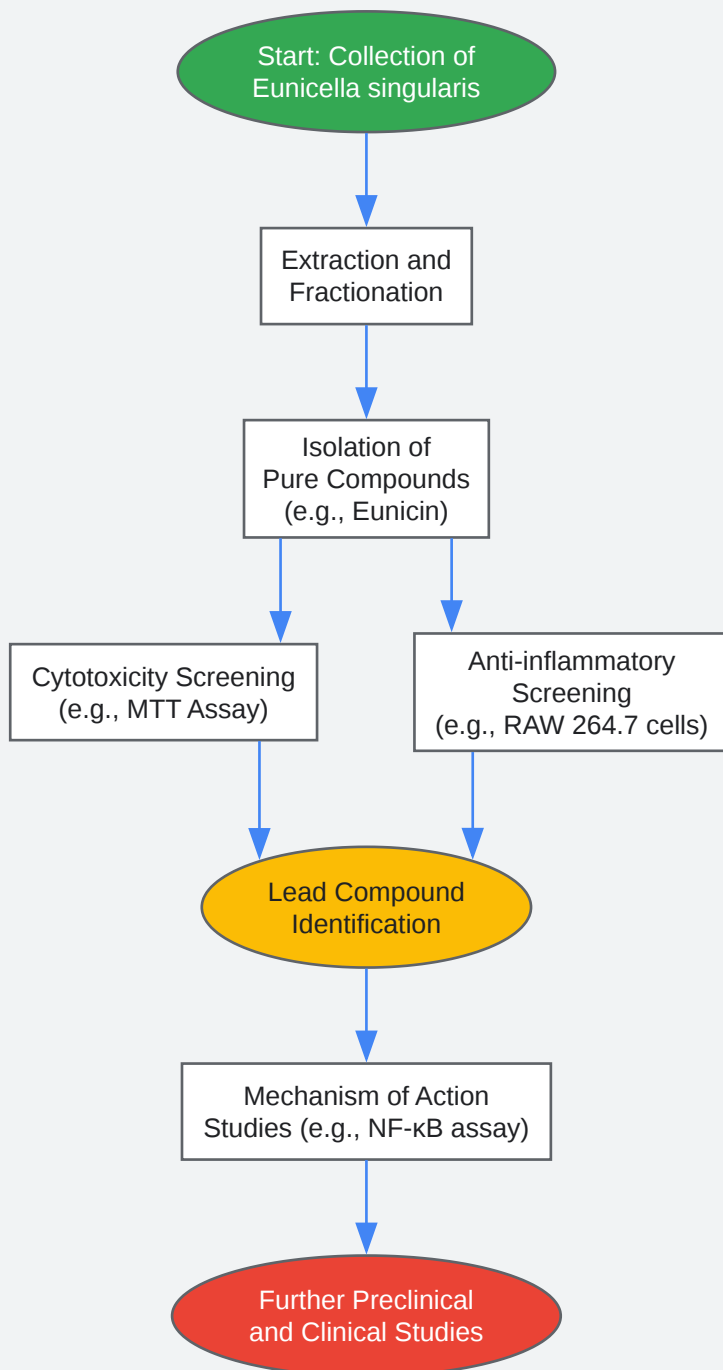 Start: Collection of
Eunicella singularis
Extraction and
Fractionation
Isolation of
Pure Compounds
(e.g., Eunicin)
Cytotoxicity Screening
(e.g., MTT Assay)
Anti-inflammatory
Screening
(e.g., RAW 264.7 cells)
Lead Compound
Identification
Mechanism of Action
Studies (e.g., NF-κB assay)
Further Preclinical
and Clinical Studies